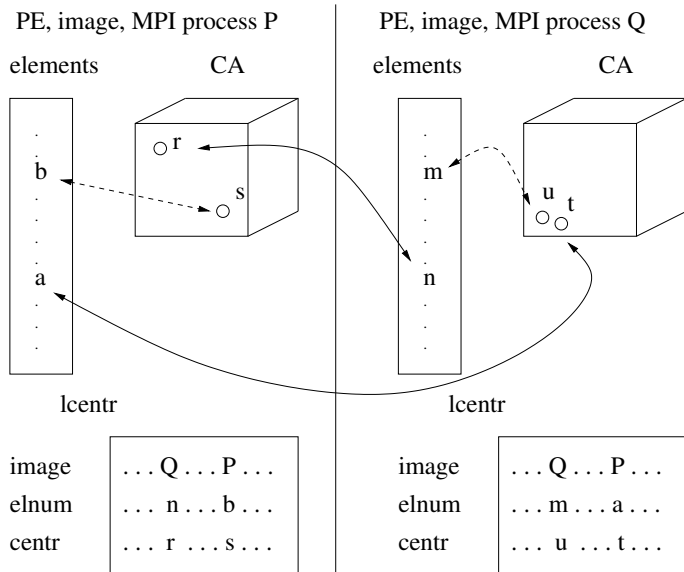 PE, image, MPI process P
elements CA
r
b
s
a
lcentr
image ... Q ... P ...
elnum ... n ... b ...
centr ... r ... s ...
PE, image, MPI process Q
elements CA
m
u
t
n
lcentr
image ... Q ... P ...
elnum ... m ... a ...
centr ... u ... t ...